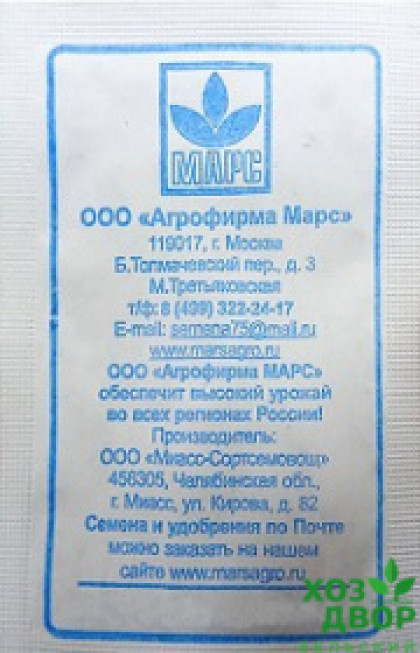 МАРС
ООО «Агрофирма Марс»
119017, г. Москва
Б.Толмачевский пер., д. 3
М.Третьяковская
т/ф: 8 (499) 322-24-17
E-mail: semena75@mail.ru
www.marsagro.ru
ООО «Агрофирма МАРС»
обеспечит высокий урожай
во всех регионах России!
Производитель:
ООО «Миасс-Сортсемовощ»
456305, Челябинская обл.,
г. Миасс, ул. Кирова, д. 82
Семена и удобрения по Почте
можно заказать на нашем
сайте www.marsagro.ru
ХОЗ
ДВОР